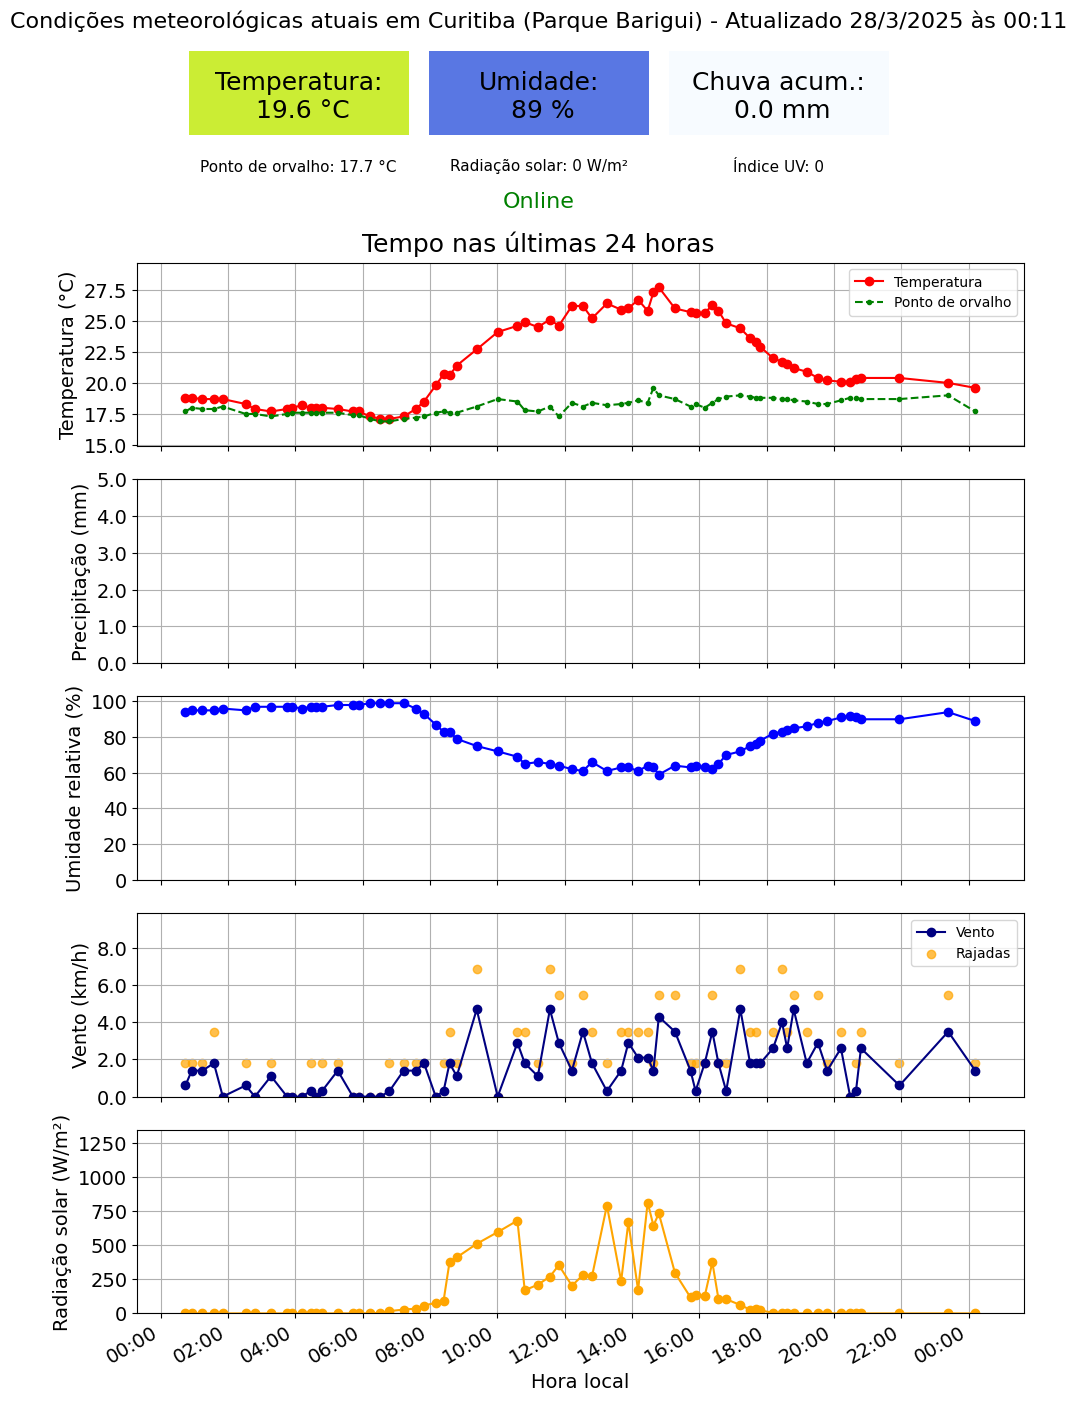 Condições meteorológicas atuais em Curitiba (Parque Barigui) - Atualizado 28/3/2025 às 00:11
Temperatura:
19.6 °C
Umidade:
89 %
Chuva acum.:
0.0 mm
Ponto de orvalho: 17.7 °C
Radiação solar: 0 W/m²
Índice UV: 0
Online
Tempo nas últimas 24 horas
Temperatura (°C)
27.5
25.0
22.5
20.0
17.5
15.0
Temperatura
Ponto de orvalho
Precipitação (mm)
5.0
4.0
3.0
2.0
1.0
0.0
Umidade relativa (%)
100
80
60
40
20
0
Vento (km/h)
8.0
6.0
4.0
2.0
0.0
Vento
Rajadas
Radiação solar (W/m²)
1250
1000
750
500
250
0
00:00
02:00
04:00
06:00
08:00
10:00
12:00
14:00
16:00
18:00
20:00
22:00
00:00
Hora local